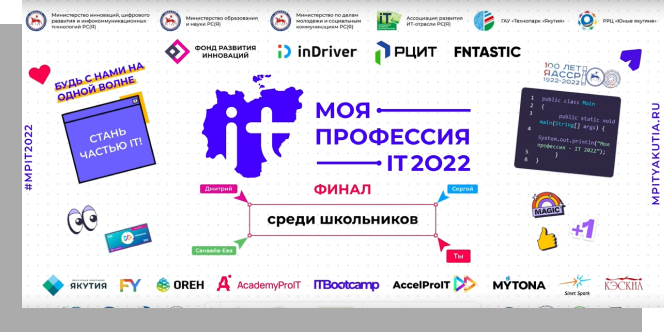 Министерство инноваций, цифрового
развития и инфокоммуникационных
технологий РС(Я)
Министерство образования
и науки РС(Я)
Министерство по делам
молодежи и социальным
коммуникациям РС(Я)
it
Ассоциация развития
ИТ-отрасли РС(Я)
ГАУ «Технопарк «Якутия»
РРЦ «Юные якутяне»
ФОНД РАЗВИТИЯ
ИННОВАЦИЙ
inDriver
РЦИТ
FNTASTIC
БУДЬ С НАМИ НА
ОДНОЙ ВОЛНЕ
СТАНЬ
ЧАСТЬЮ IT!
#MPIT2022
it
МОЯ
ПРОФЕССИЯ
IT 2022
100 ЛЕТ
ЯАССР
1922-2022
1 public class Main
2 {
3 public static void
main(String[] args) {
4
System.out.println("Моя
профессия - IT 2022");
5 }
6 }
MPITYAKUTIA.RU
ФИНАЛ
Дмитрий
Сергей
среди школьников
Ты
MAGIC
+1
ЯКУТИЯ
FY
OREH
AcademyProIT
ITBootcamp
AccelProIT
MYTONA
Sinet Spark
КЭСКИЛ